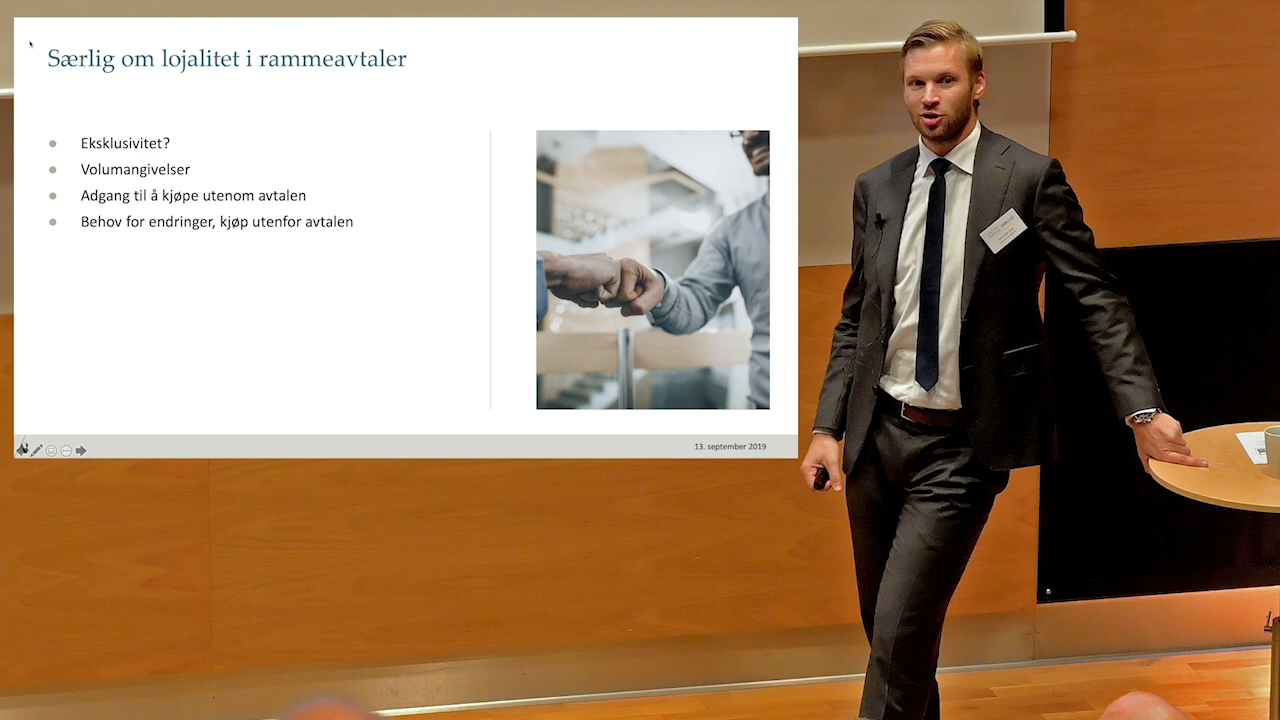 Særlig om lojalitet i rammeavtaler
Eksklusivitet?
Volumangivelser
Adgang til å kjøpe utenom avtalen
Behov for endringer, kjøp utenfor avtalen
13. september 2019